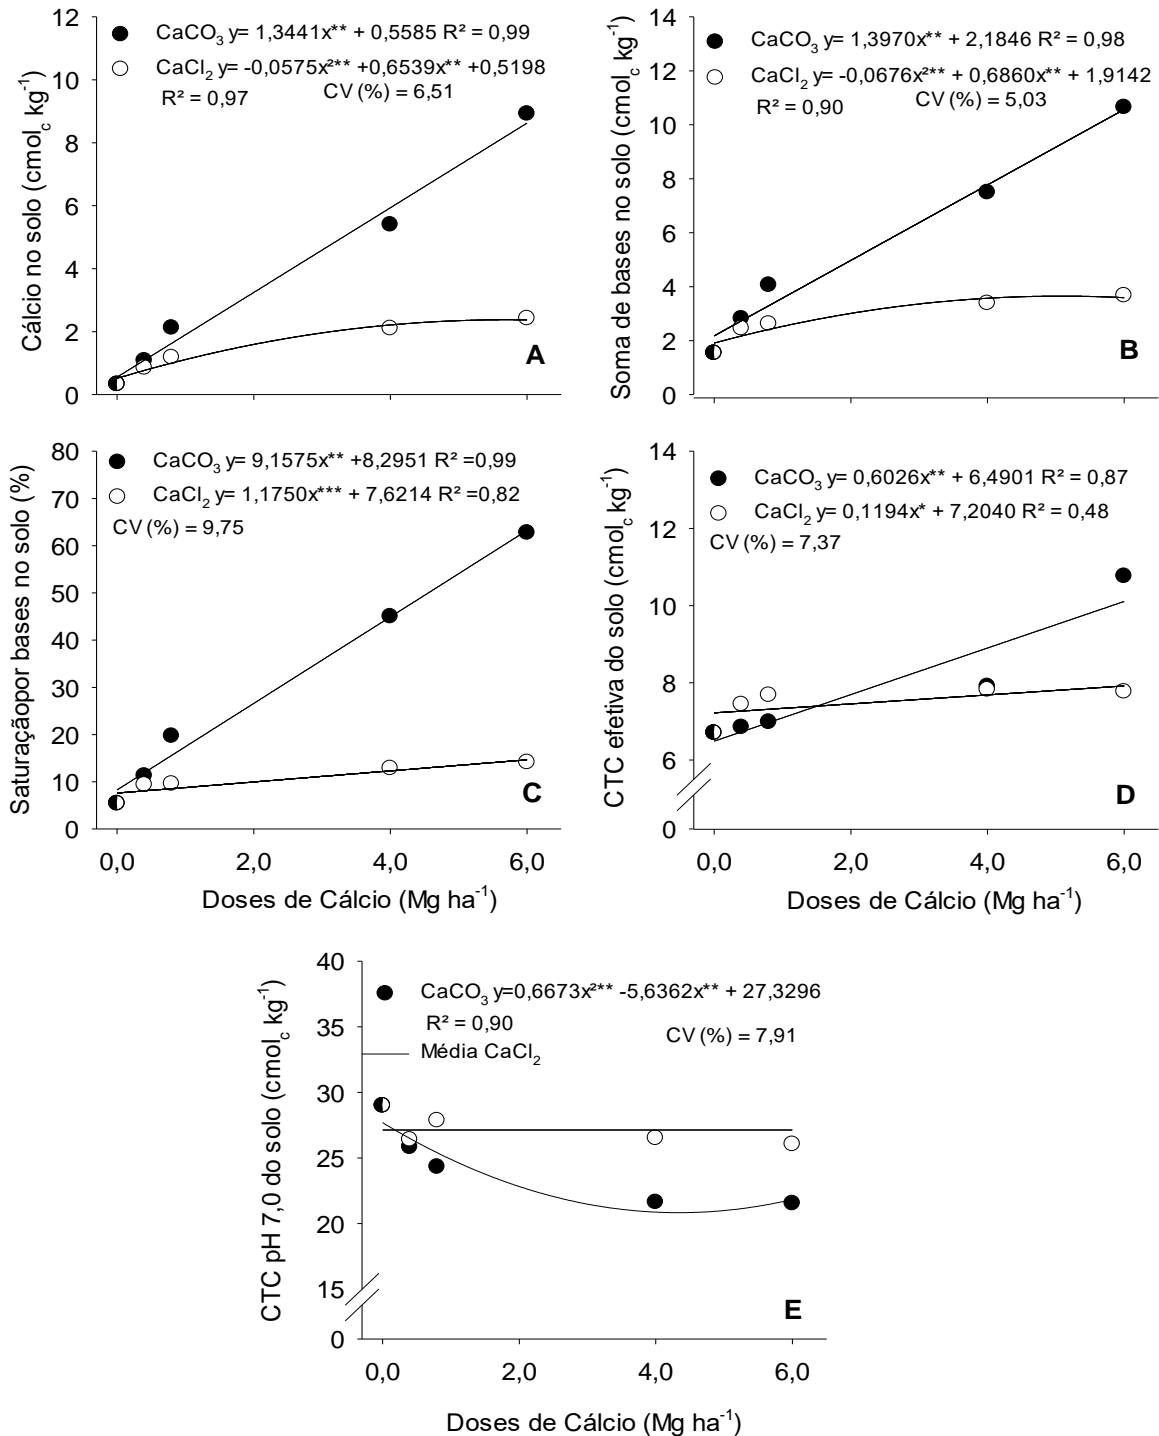 Cálcio no solo (cmol_c kg⁻¹)
12
10
8
6
4
2
0
CaCO₃ y= 1,3441x** + 0,5585 R² = 0,99
CaCl₂ y= -0,0575x²** +0,6539x** +0,5198
R² = 0,97 CV (%) = 6,51
A
Soma de bases no solo (cmol_c kg⁻¹)
14
12
10
8
6
4
2
0
CaCO₃ y= 1,3970x** + 2,1846 R² = 0,98
CaCl₂ y= -0,0676x²** + 0,6860x** + 1,9142
R² = 0,90 CV (%) = 5,03
B
Saturaçãopor bases no solo (%)
80
70
60
50
40
30
20
10
0
CaCO₃ y= 9,1575x** +8,2951 R² =0,99
CaCl₂ y= 1,1750x*** + 7,6214 R² =0,82
CV (%) = 9,75
C
0,0 2,0 4,0 6,0
Doses de Cálcio (Mg ha⁻¹)
CTC efetiva do solo (cmol_c kg⁻¹)
14
12
10
8
6
0
CaCO₃ y= 0,6026x** + 6,4901 R² = 0,87
CaCl₂ y= 0,1194x* + 7,2040 R² = 0,48
CV (%) = 7,37
D
0,0 2,0 4,0 6,0
Doses de Cálcio (Mg ha⁻¹)
CTC pH 7,0 do solo (cmol_c kg⁻¹)
40
35
30
25
20
15
0
CaCO₃ y=0,6673x²** -5,6362x** + 27,3296
R² = 0,90 CV (%) = 7,91
Média CaCl₂
E
0,0 2,0 4,0 6,0
Doses de Cálcio (Mg ha⁻¹)